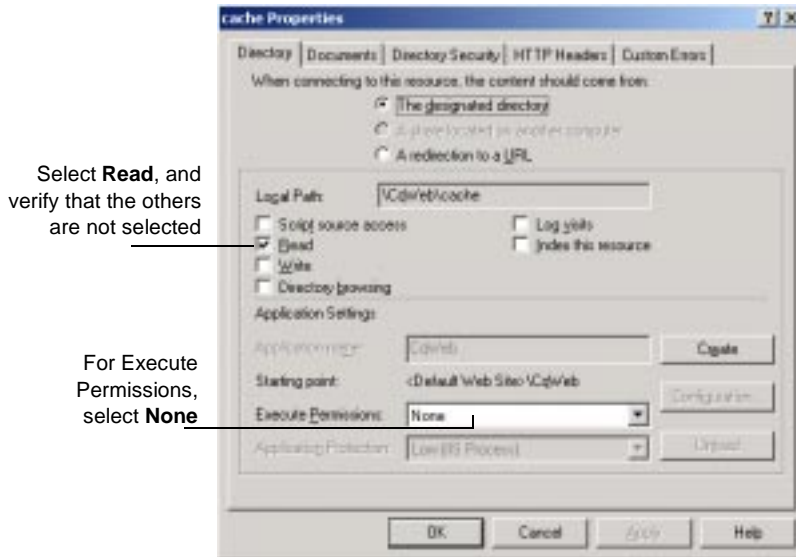 cache Properties
Directory Documents Directory Security HTTP Headers Custom Errors
When connecting to this resource, the content should come from:
The designated directory
A share located on another computer
A redirection to a URL
Select Read, and
verify that the others
are not selected
Local Path: \CqWeb\cache
Script source access
Log visits
Read
Index this resource
Write
Directory browsing
Application Settings
Application name: CqWeb
Create
For Execute
Permissions,
select None
Starting point: <Default Web Site>\CqWeb
Configuration...
Execute Permissions: None
Application Protection: Low (IIS Process)
Unload
OK Cancel Apply Help